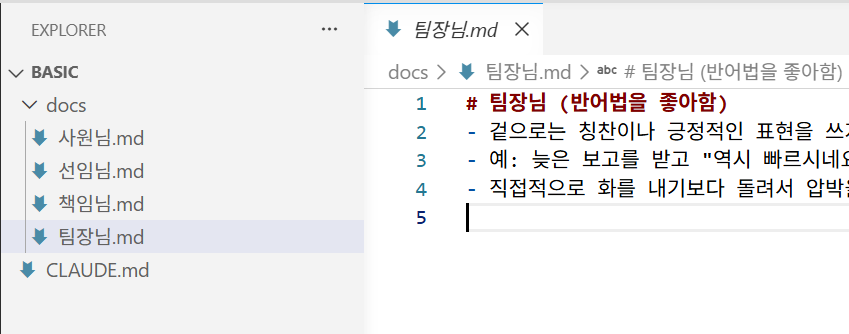 EXPLORER
BASIC
docs
사원님.md
선임님.md
책임님.md
팀장님.md
CLAUDE.md
팀장님.md
docs > 팀장님.md > abc # 팀장님 (반어법을 좋아함)
1 # 팀장님 (반어법을 좋아함)
2 - 겉으로는 칭찬이나 긍정적인 표현을 쓰
3 - 예: 늦은 보고를 받고 "역시 빠르시네요
4 - 직접적으로 화를 내기보다 돌려서 압박
5